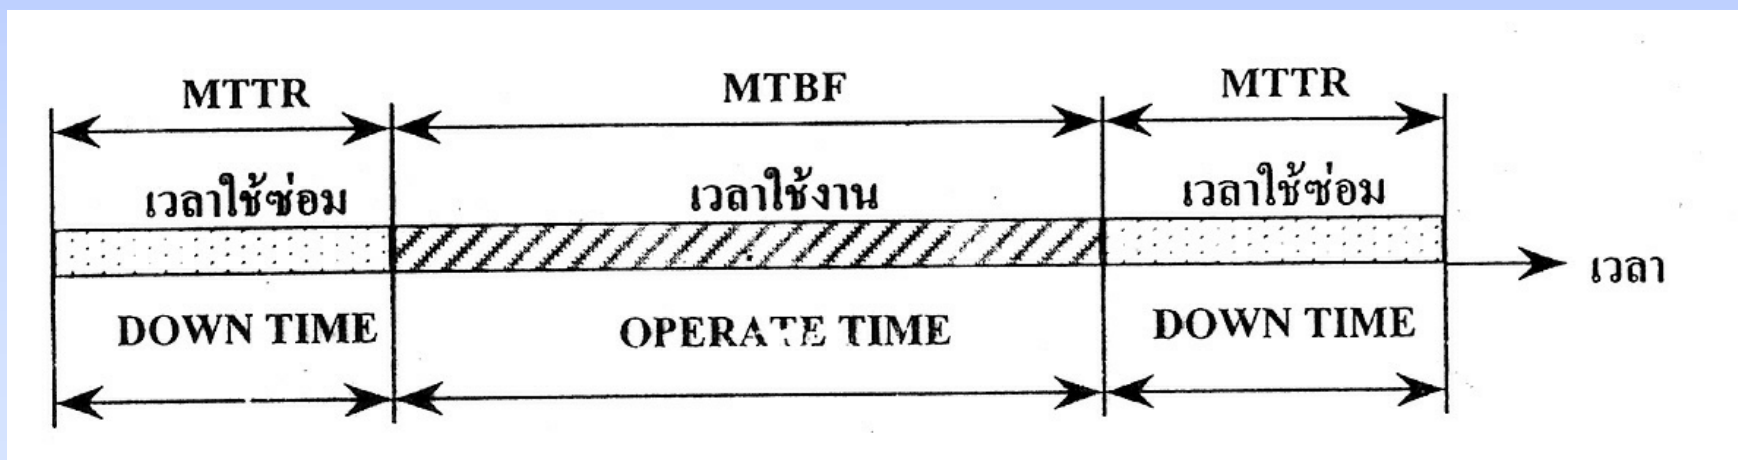 MTTR MTBF MTTR
เวลาใช้ซ่อม เวลาใช้งาน เวลาใช้ซ่อม
เวลา
DOWN TIME OPERATE TIME DOWN TIME